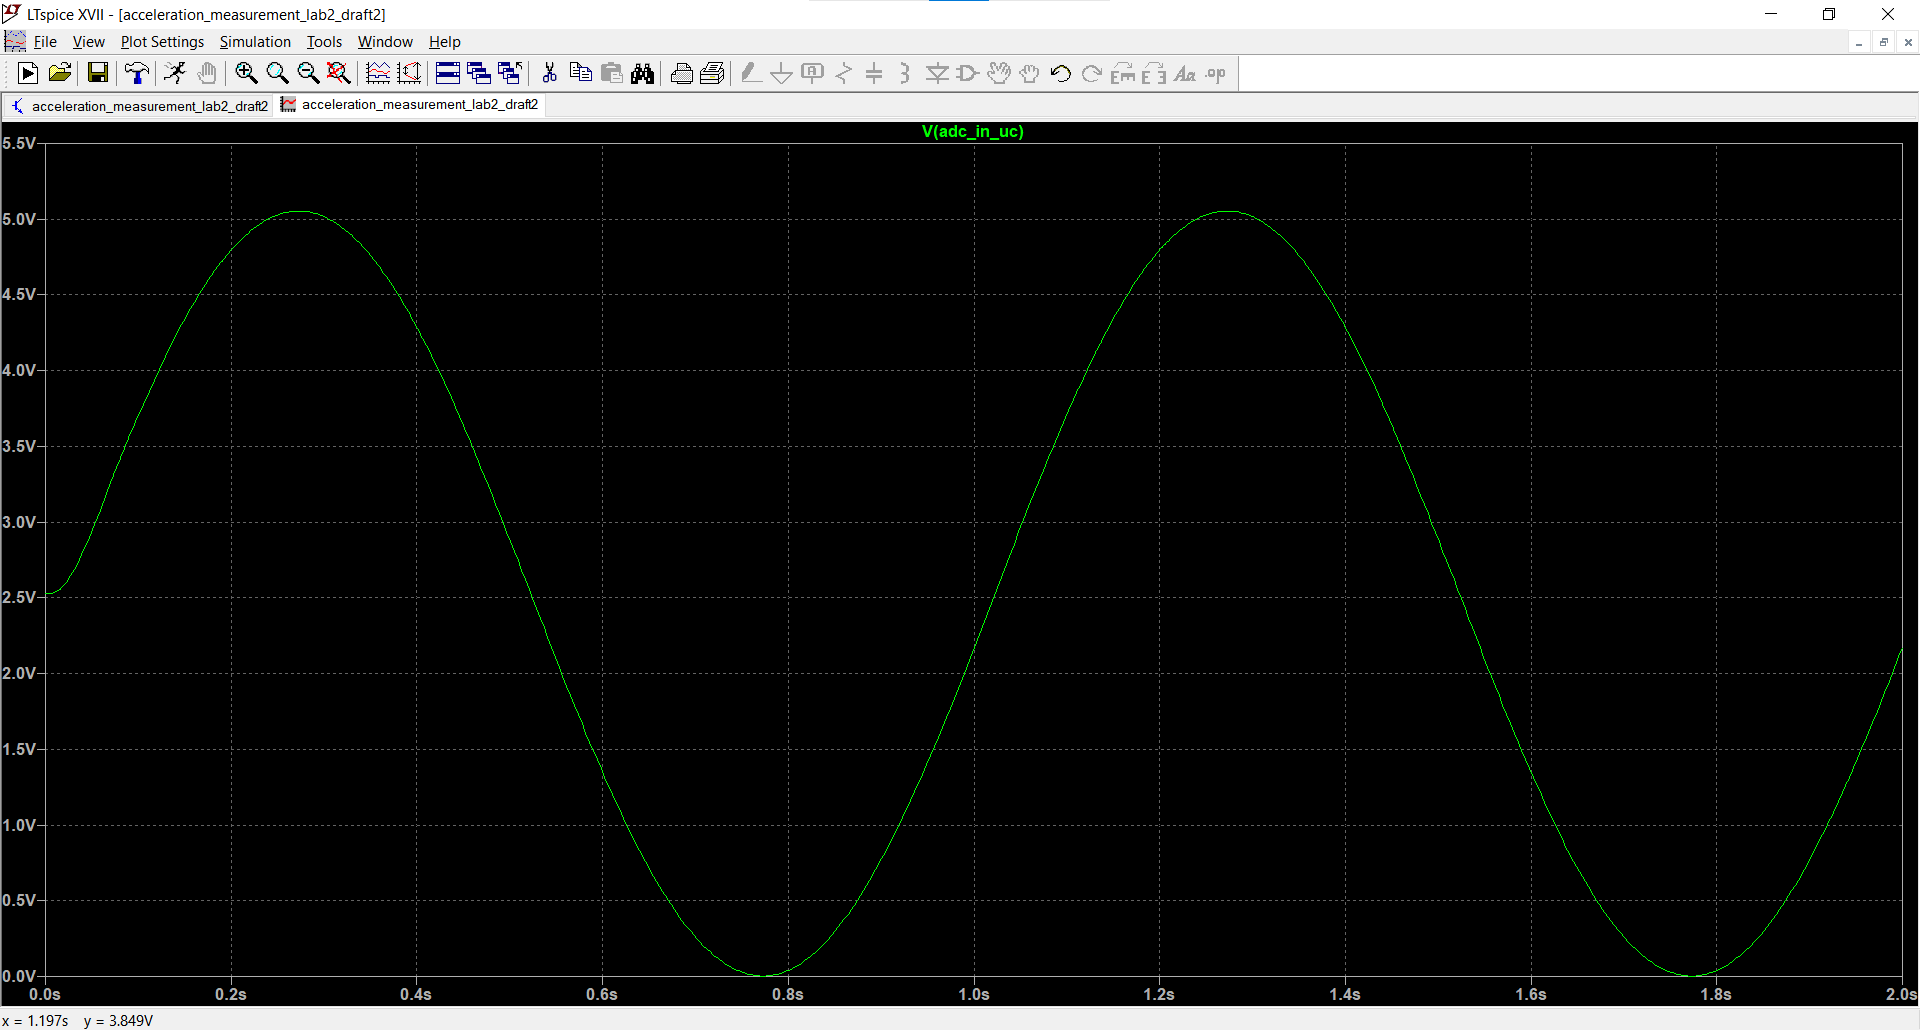 LTspice XVII - [acceleration_measurement_lab2_draft2]
File View Plot Settings Simulation Tools Window Help
Aa .op
acceleration_measurement_lab2_draft2 acceleration_measurement_lab2_draft2
V(adc_in_uc)
5.5V
5.0V
4.5V
4.0V
3.5V
3.0V
2.5V
2.0V
1.5V
1.0V
0.5V
0.0V
0.0s 0.2s 0.4s 0.6s 0.8s 1.0s 1.2s 1.4s 1.6s 1.8s 2.0s
x = 1.197s y = 3.849V